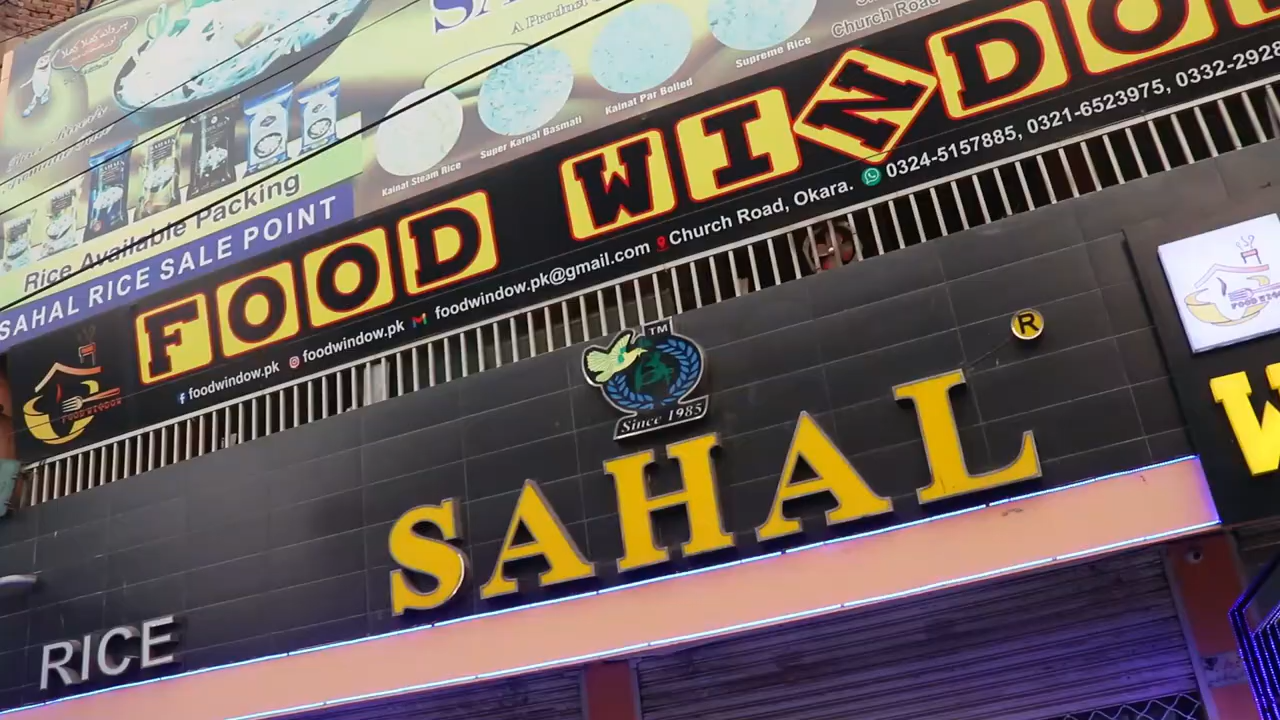 A Product
Church Road
Kainat Steam Rice
Super Karnal Basmati
Kainat Par Boiled
Supreme Rice
Rice Available Packing
SAHAL RICE SALE POINT
FOOD WINDO
foodwindow.pk foodwindow.pk foodwindow.pk@gmail.com Church Road, Okara. 0324-5157885, 0321-6523975, 0332-2928
FOOD WINDOW
TM
Since 1985
R
SAHAL
RICE
W